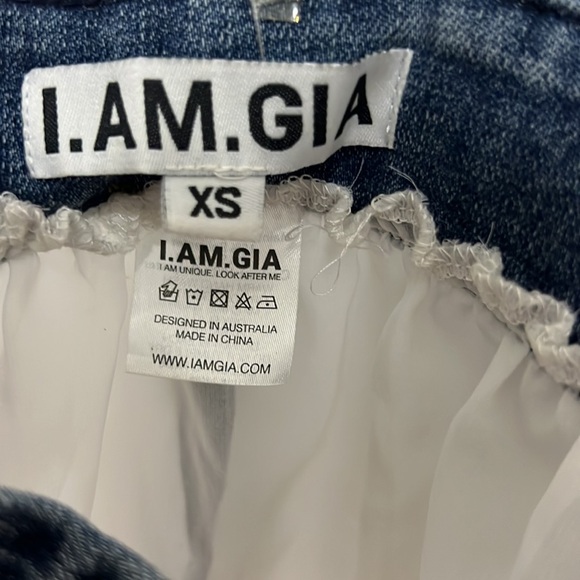 I.AM.GIA
XS
I.AM.GIA
I AM UNIQUE. LOOK AFTER ME
DESIGNED IN AUSTRALIA
MADE IN CHINA
WWW.IAMGIA.COM